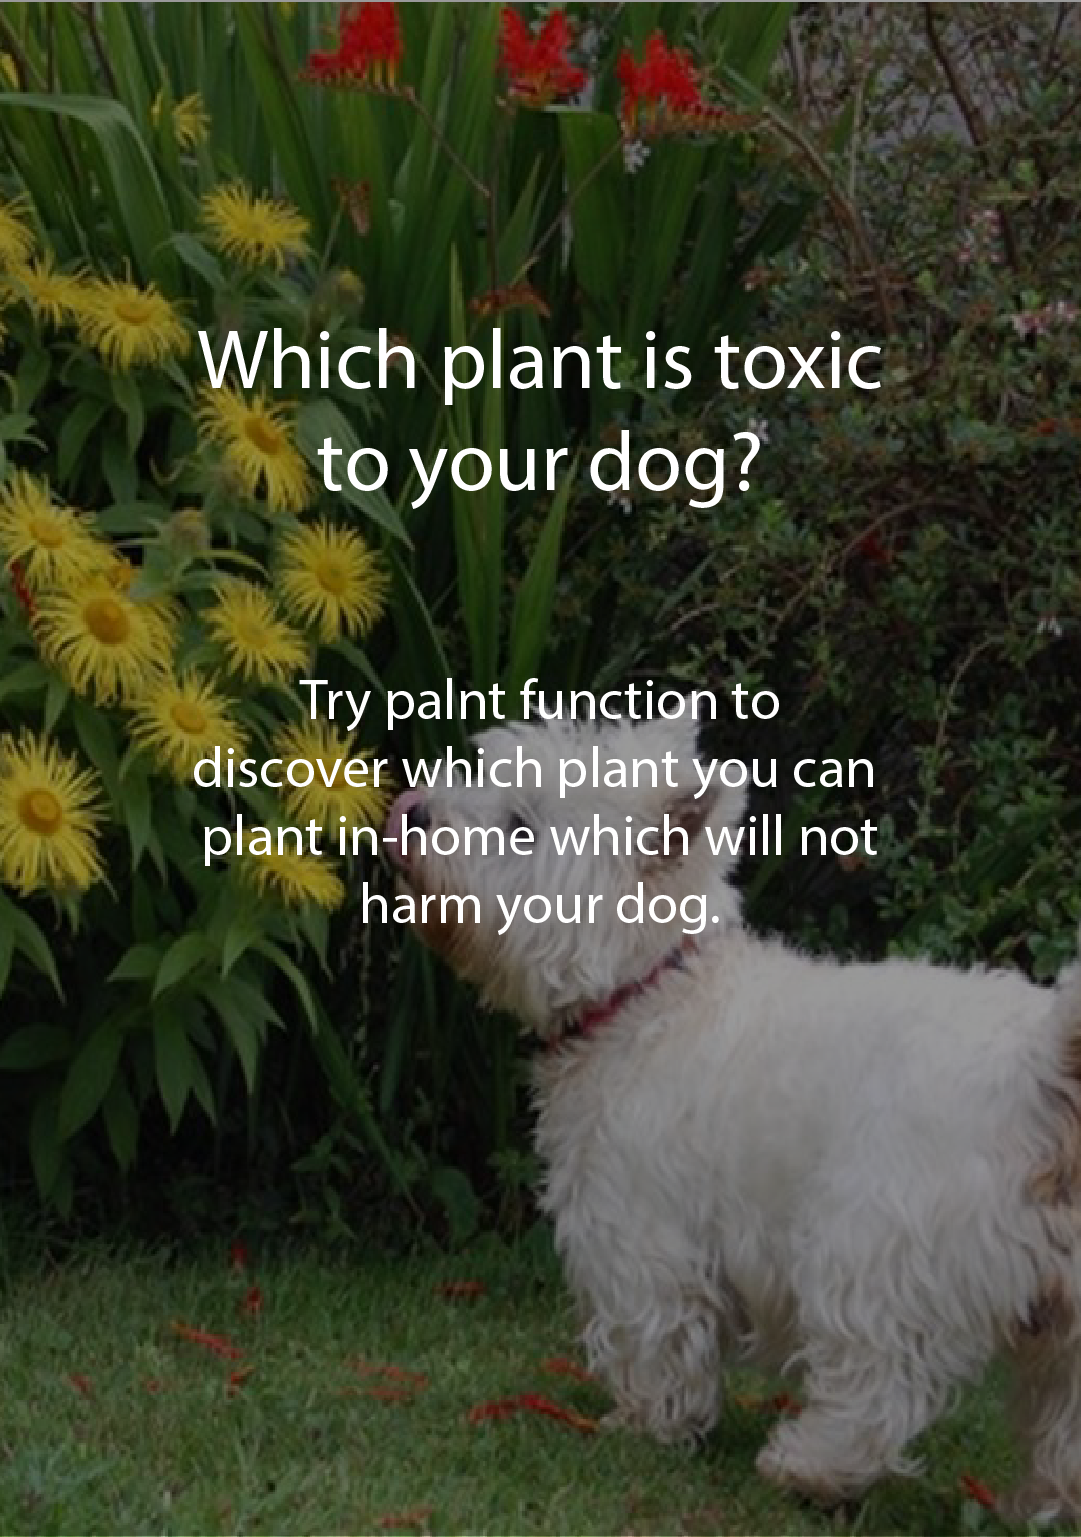 Which plant is toxic
to your dog?
Try palnt function to
discover which plant you can
plant in-home which will not
harm your dog.